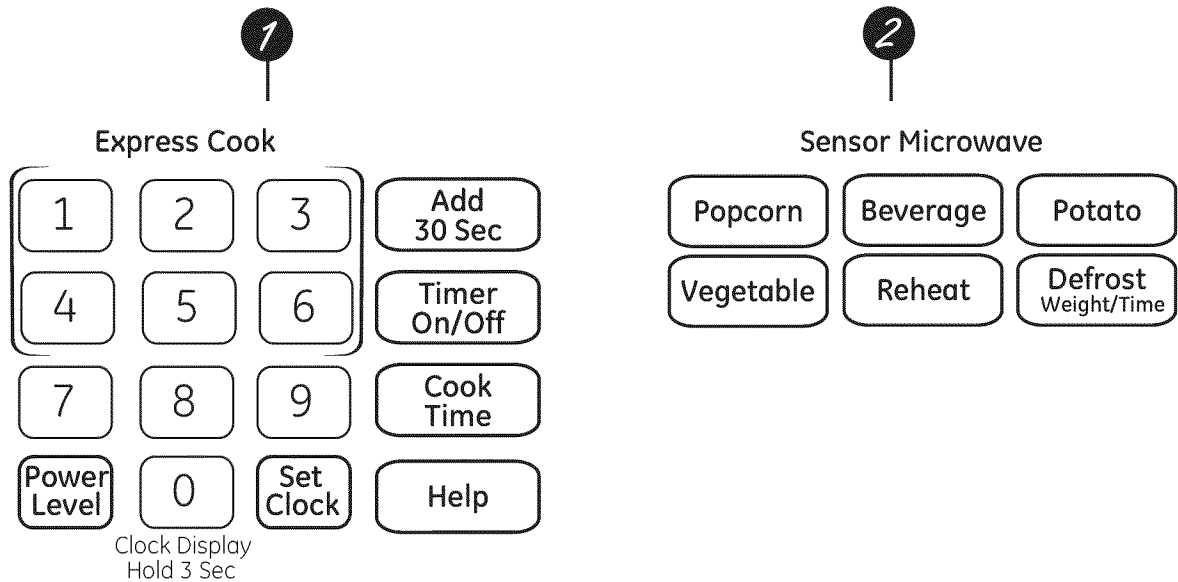 1
Express Cook
1 2 3
Add
30 Sec
4 5 6
Timer
On/Off
7 8 9
Cook
Time
Power
Level
0
Set
Clock
Help
Clock Display
Hold 3 Sec
2
Sensor Microwave
Popcorn Beverage Potato
Vegetable Reheat Defrost
Weight/Time